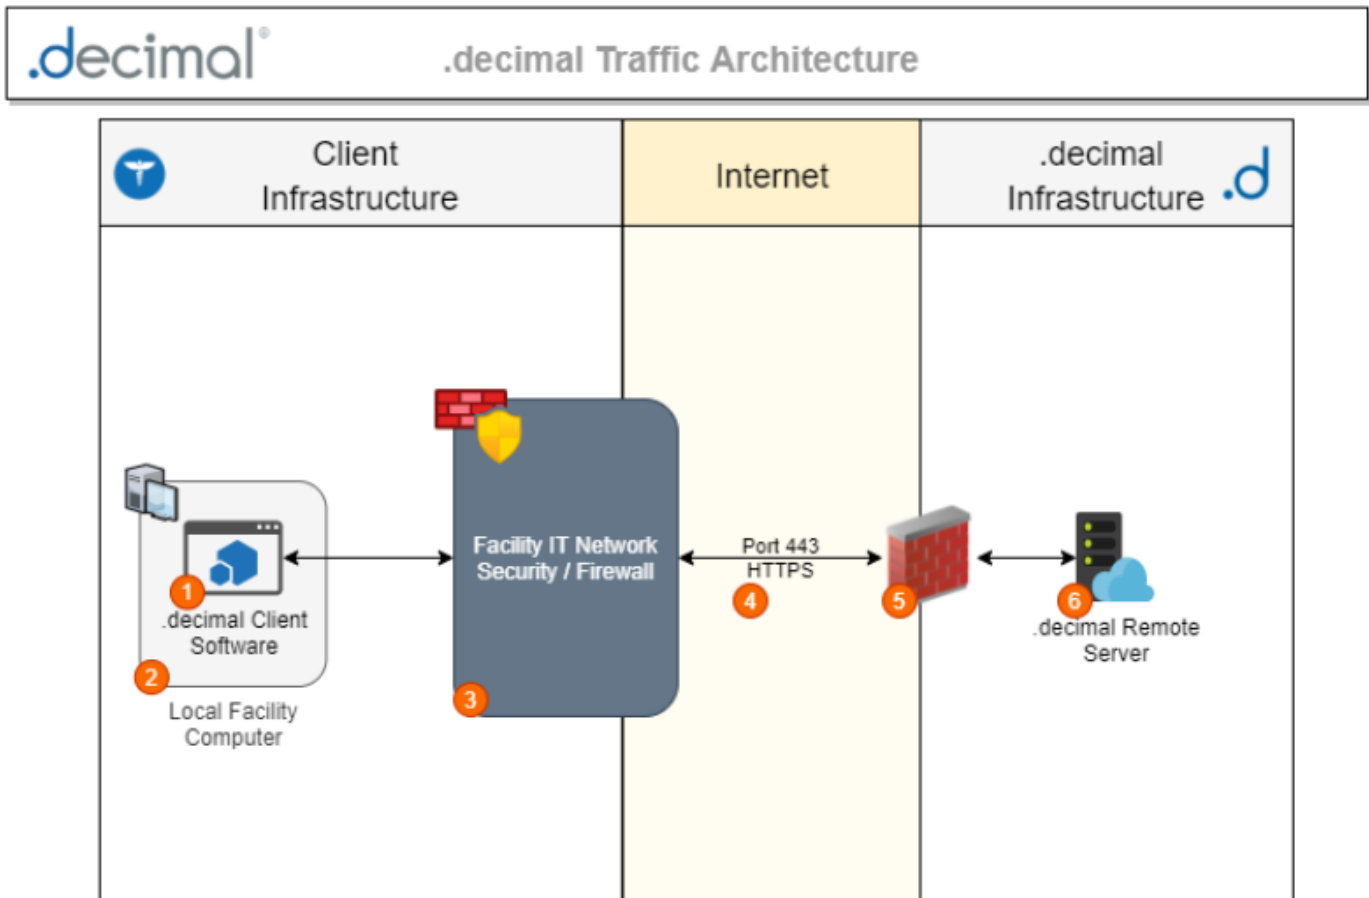 .decimal®
.decimal Traffic Architecture
Client
Infrastructure
Internet
.decimal
Infrastructure
.d
Facility IT Network
Security / Firewall
Port 443
HTTPS
1
4
5
6
.decimal Client
Software
.decimal Remote
Server
2
3
Local Facility
Computer